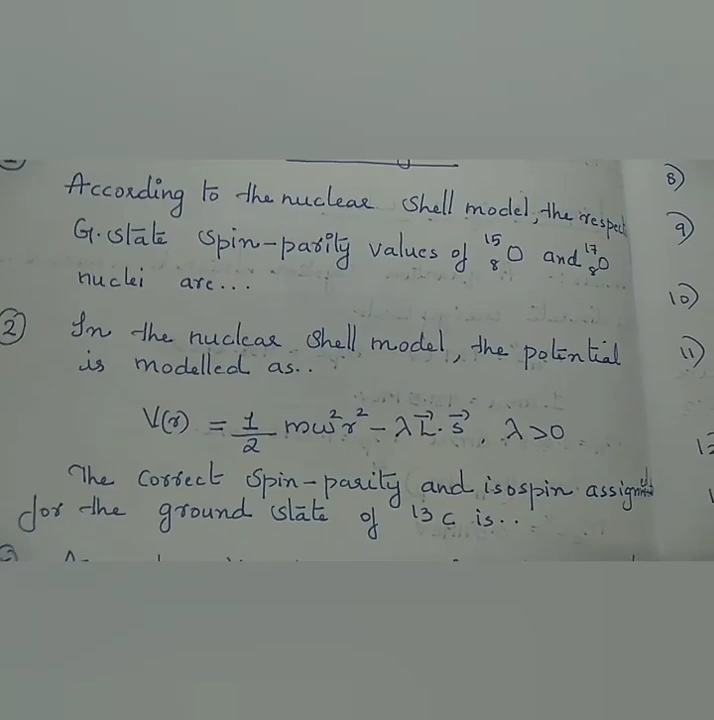 According to the nuclear shell model, the respec
G. state spin-parity values of ¹⁵₈O and ¹⁷₈O
nuclei are...
② In the nuclear shell model, the potential
is modelled as..
V(r) = 1/2 mω²r² - λ L⃗ · s⃗, λ > 0
The correct spin-parity and isospin assign
for the ground state of ¹³C is..
8)
9)
10)
11)